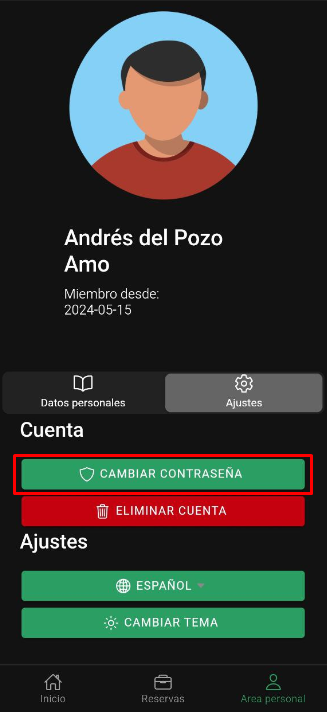 Andrés del Pozo
Amo
Miembro desde:
2024-05-15
Datos personales
Ajustes
Cuenta
CAMBIAR CONTRASEÑA
ELIMINAR CUENTA
Ajustes
ESPAÑOL
CAMBIAR TEMA
Inicio
Reservas
Area personal